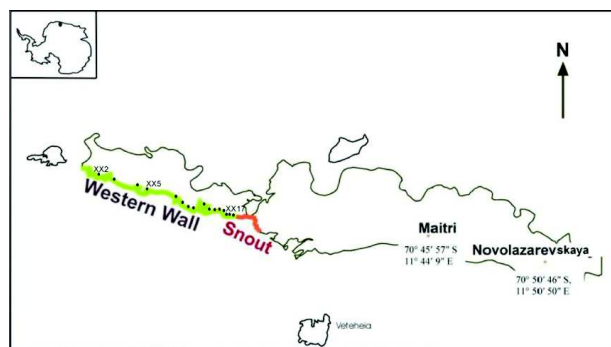 N
XX2
XX5
XX17
Western Wall
Snout
Maitri
70° 45' 57" S
11° 44' 9" E
Novolazarevskaya
70° 50' 46" S,
11° 50' 50" E
Veteheia